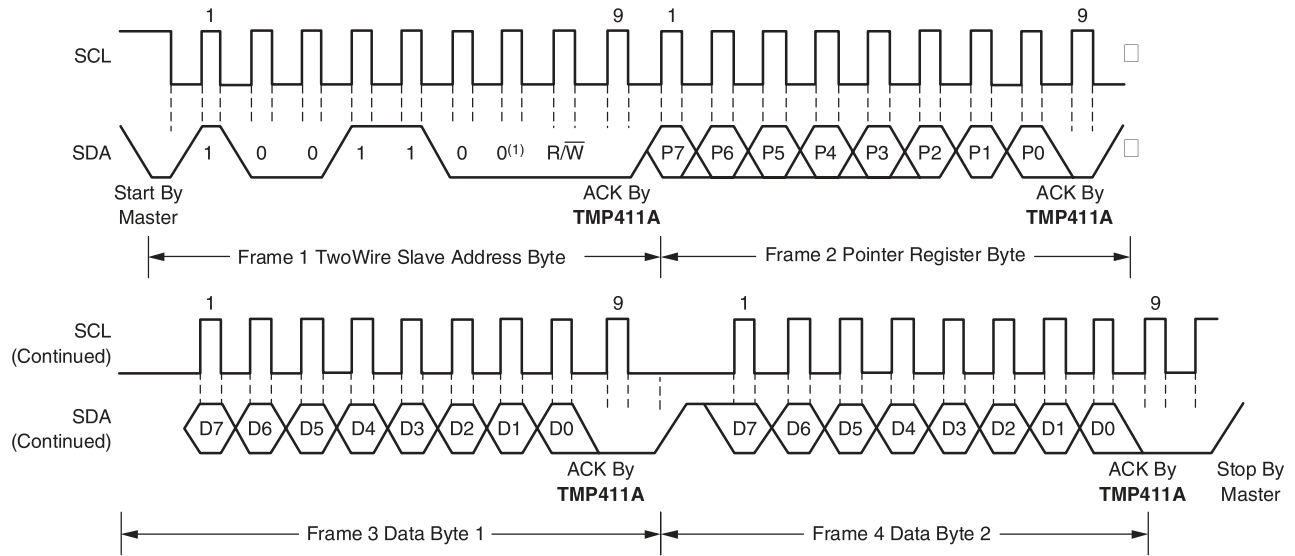 1 9 1 9
SCL
SDA 1 0 0 1 1 0 0(1) R/W̅ P7 P6 P5 P4 P3 P2 P1 P0
Start By ACK By ACK By
Master TMP411A TMP411A
Frame 1 TwoWire Slave Address Byte Frame 2 Pointer Register Byte
1 9 1 9
SCL
(Continued)
SDA D7 D6 D5 D4 D3 D2 D1 D0 D7 D6 D5 D4 D3 D2 D1 D0
(Continued)
ACK By ACK By Stop By
TMP411A TMP411A Master
Frame 3 Data Byte 1 Frame 4 Data Byte 2